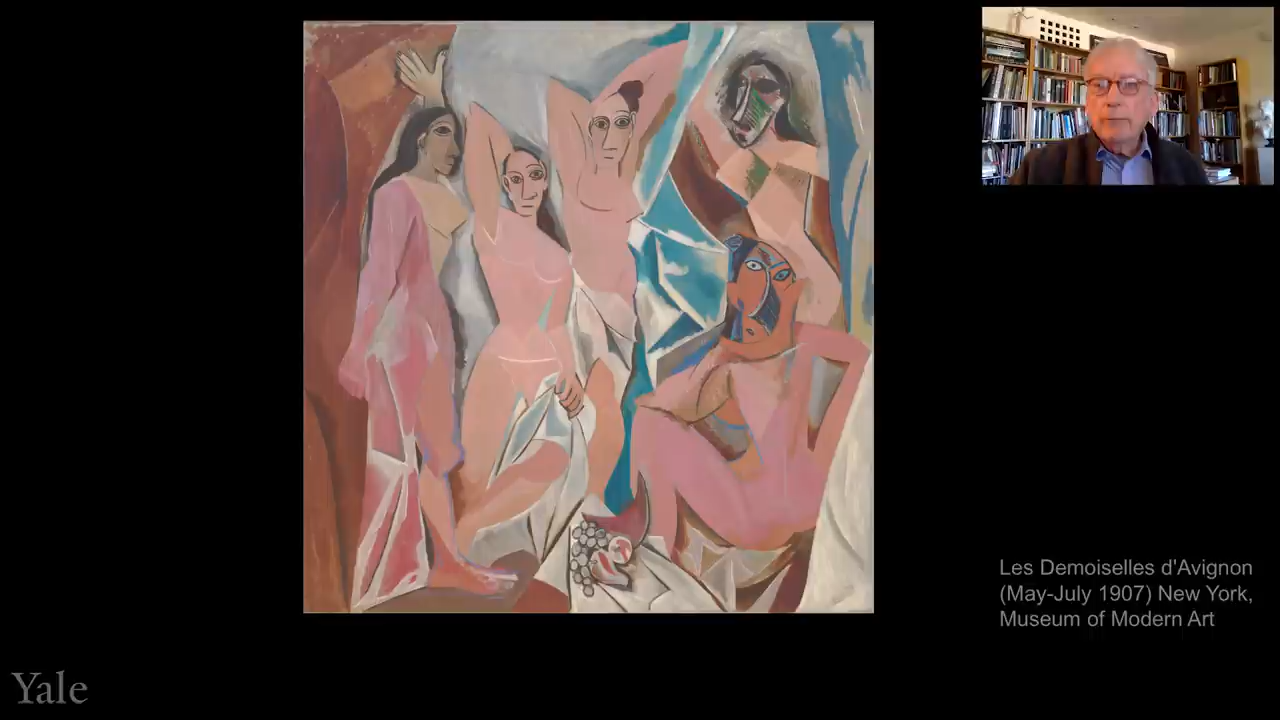 Les Demoiselles d'Avignon
(May-July 1907) New York,
Museum of Modern Art
Yale